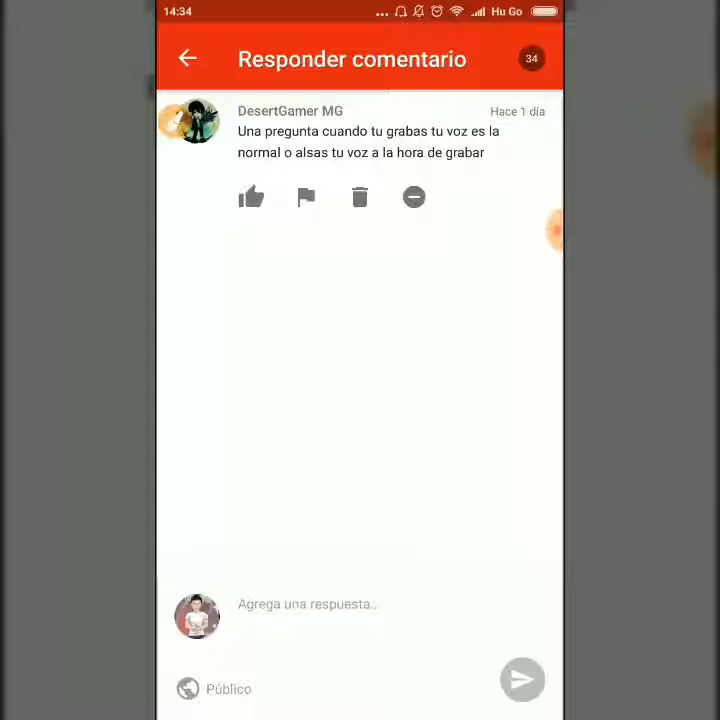 14:34
... Hu Go
Responder comentario
34
DesertGamer MG
Hace 1 día
Una pregunta cuando tu grabas tu voz es la
normal o alsas tu voz a la hora de grabar
Agrega una respuesta..
Público